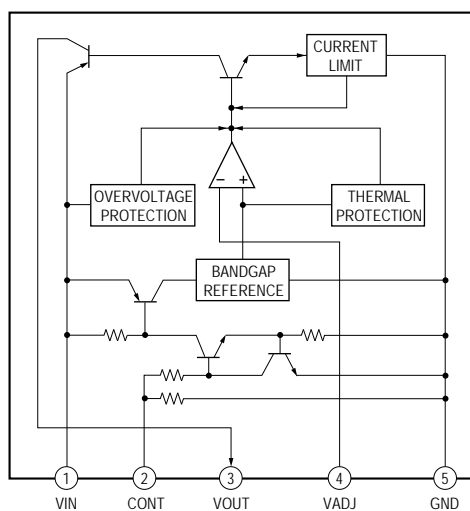 CURRENT
LIMIT
− +
OVERVOLTAGE
PROTECTION
THERMAL
PROTECTION
BANDGAP
REFERENCE
1 2 3 4 5
VIN CONT VOUT VADJ GND